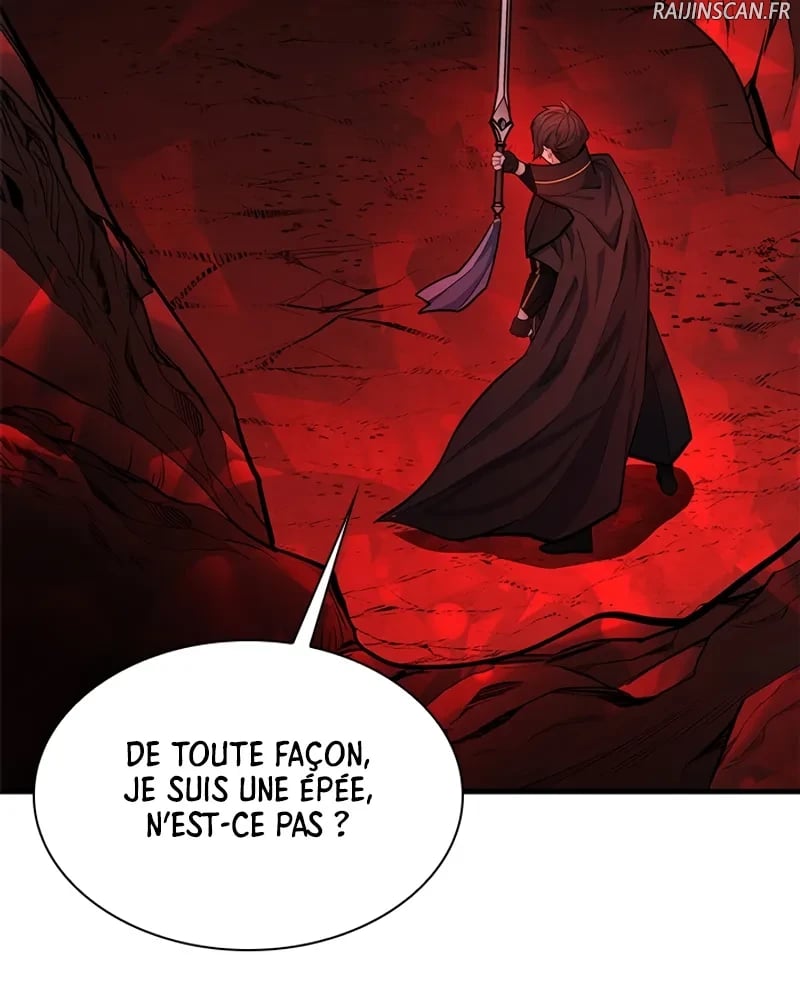 RAIJINSCAN.FR
DE TOUTE FAÇON,
JE SUIS UNE ÉPÉE,
N'EST-CE PAS ?